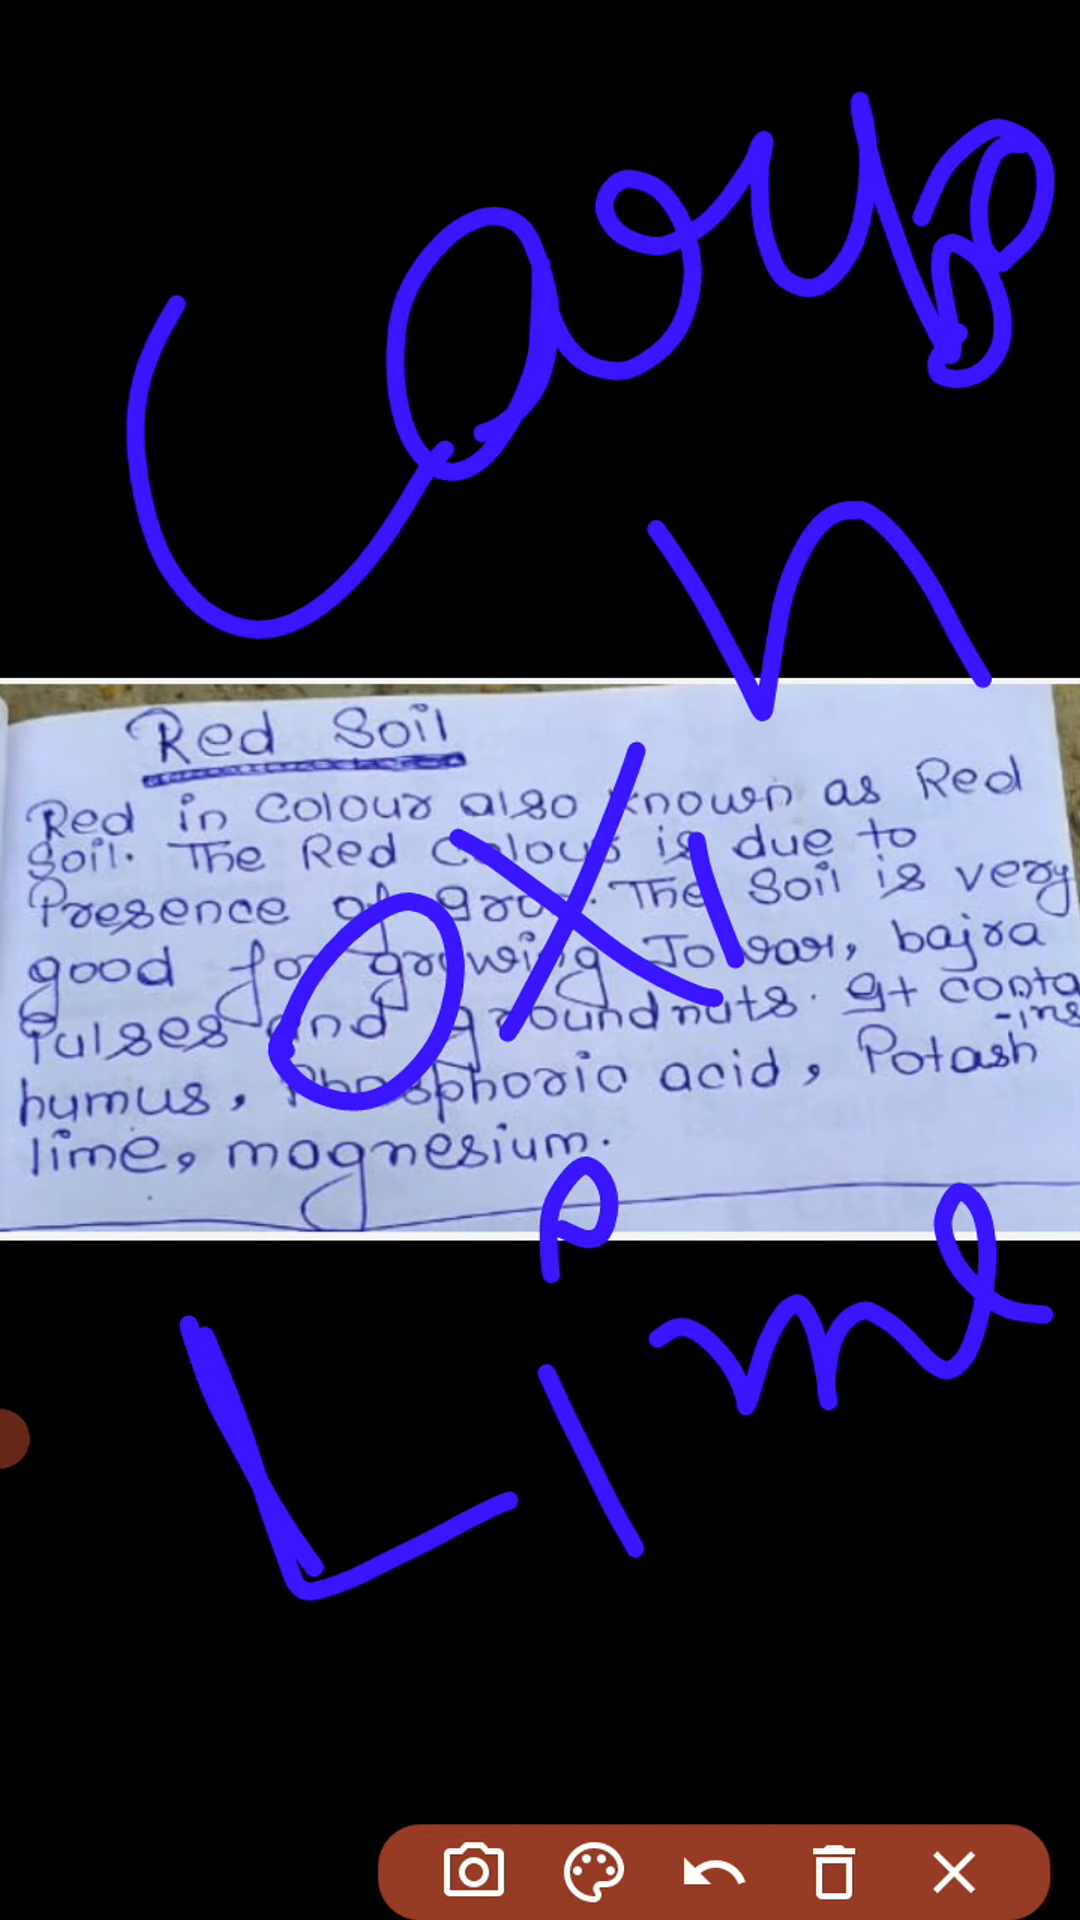 Red Soil
Red in Colour also known as Red
Soil. The Red Colour is due to
Presence of The Soil is very
good for growing Jowar, bajra
Pulses and groundnuts. It conta
-ins
humus, Phosphoric acid, Potash
lime, magnesium.
OXI
Lime